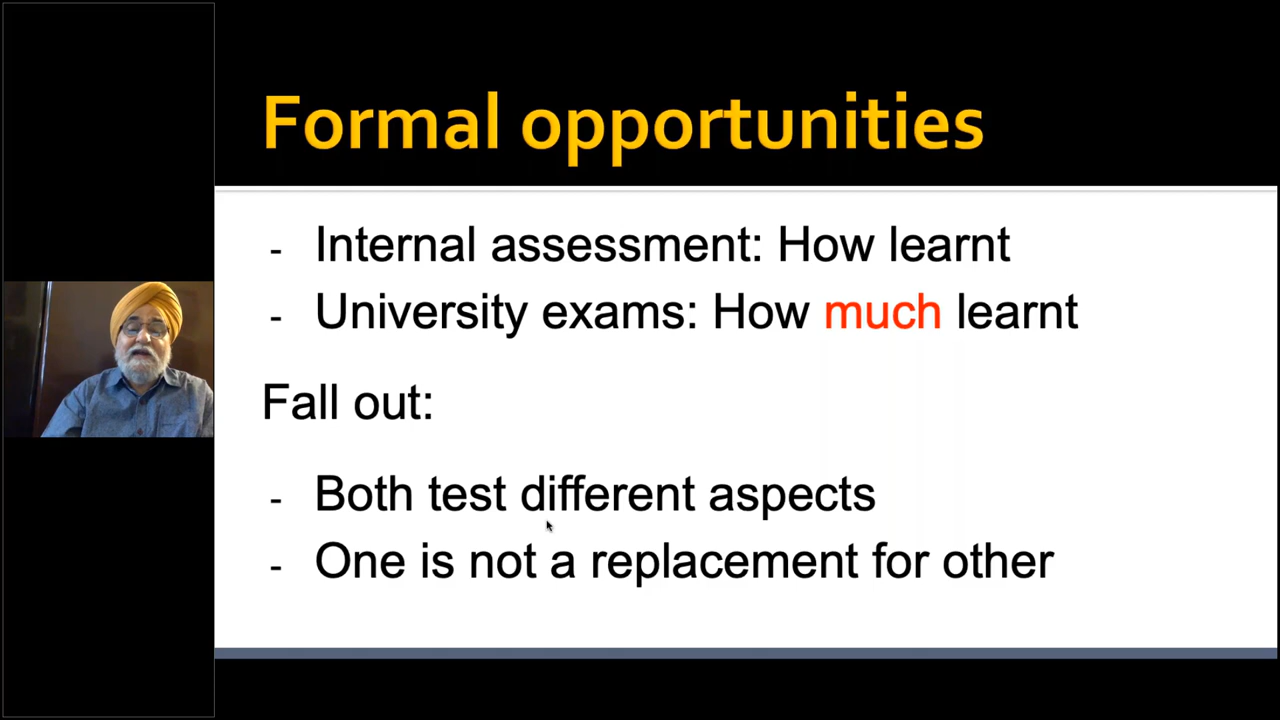 Formal opportunities
- Internal assessment: How learnt
- University exams: How much learnt
Fall out:
- Both test different aspects
- One is not a replacement for other